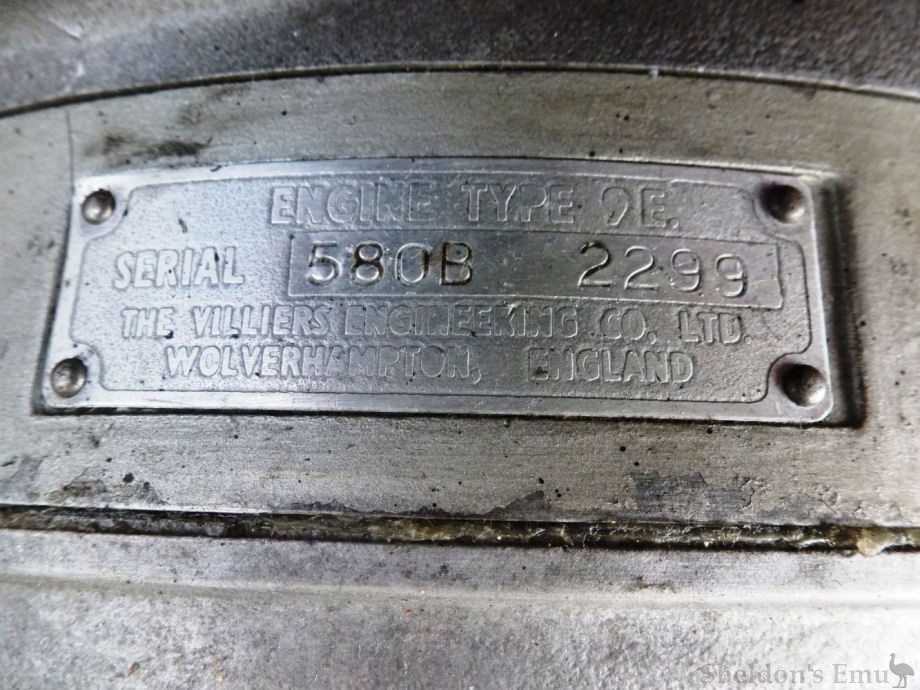 ENGINE TYPE 9E.
SERIAL 580B 2299
THE VILLIERS ENGINEERING CO. LTD.
WOLVERHAMPTON, ENGLAND
Sheldon's Emu